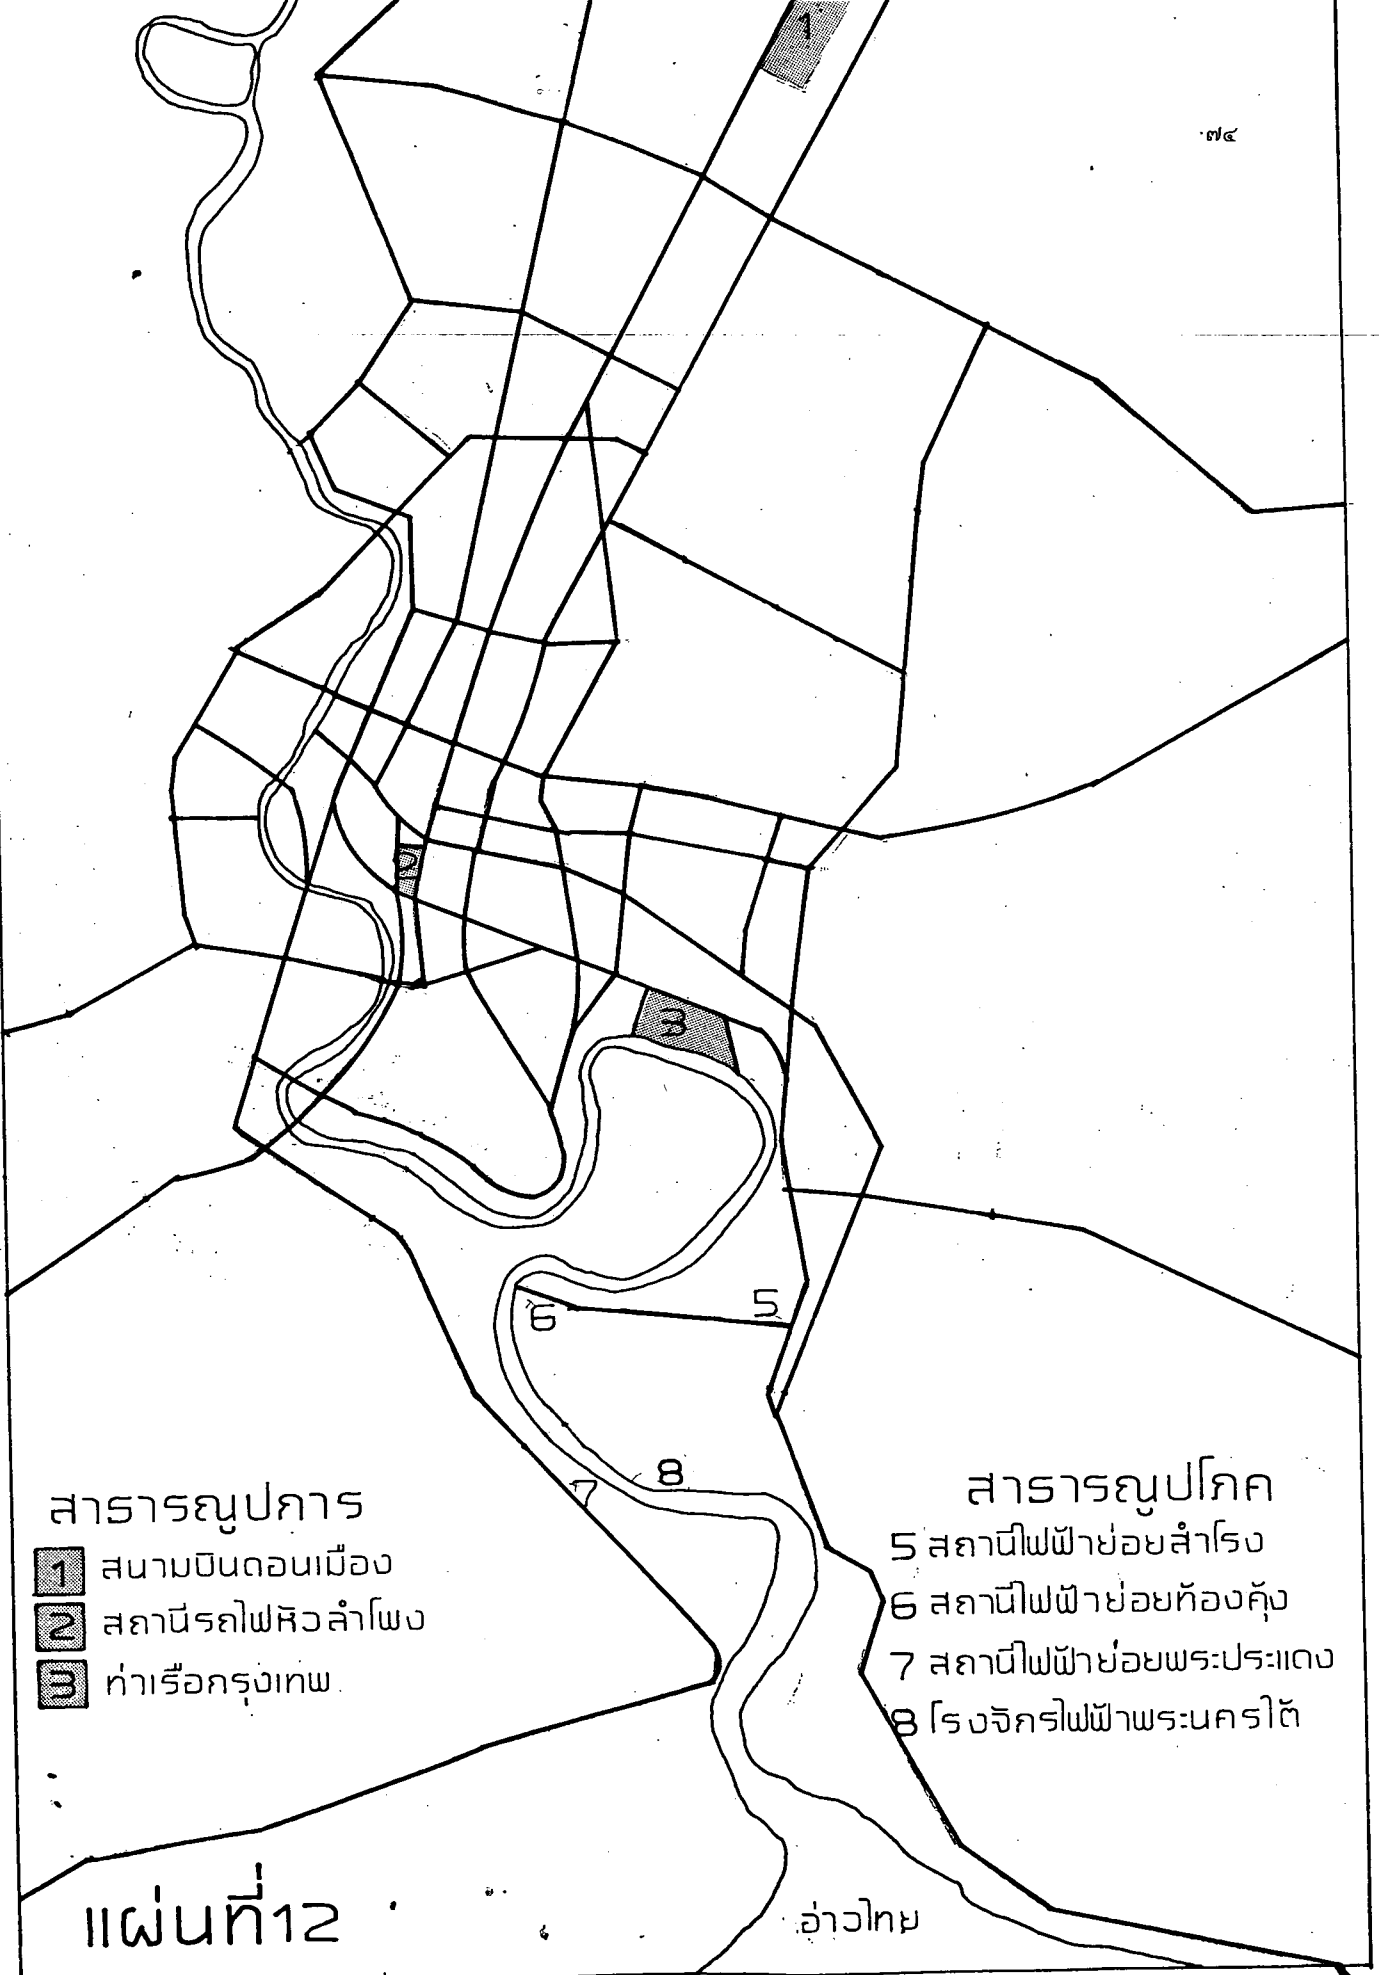 1
๗๔
2
3
5
6
7
8
สาธารณูปการ
1 สนามบินดอนเมือง
2 สถานีรถไฟหัวลำโพง
3 ท่าเรือกรุงเทพ
สาธารณูปโภค
5 สถานีไฟฟ้าย่อยสำโรง
6 สถานีไฟฟ้าย่อยท้องคุ้ง
7 สถานีไฟฟ้าย่อยพระประแดง
8 โรงจักรไฟฟ้าพระนครใต้
แผ่นที่12
อ่าวไทย